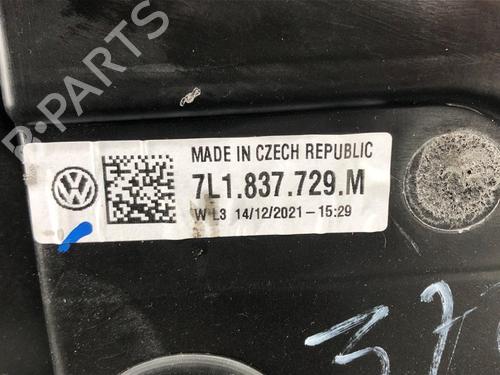 B-PARTS
MADE IN CZECH REPUBLIC
7L1.837.729.M
W L3 14/12/2021-15:29